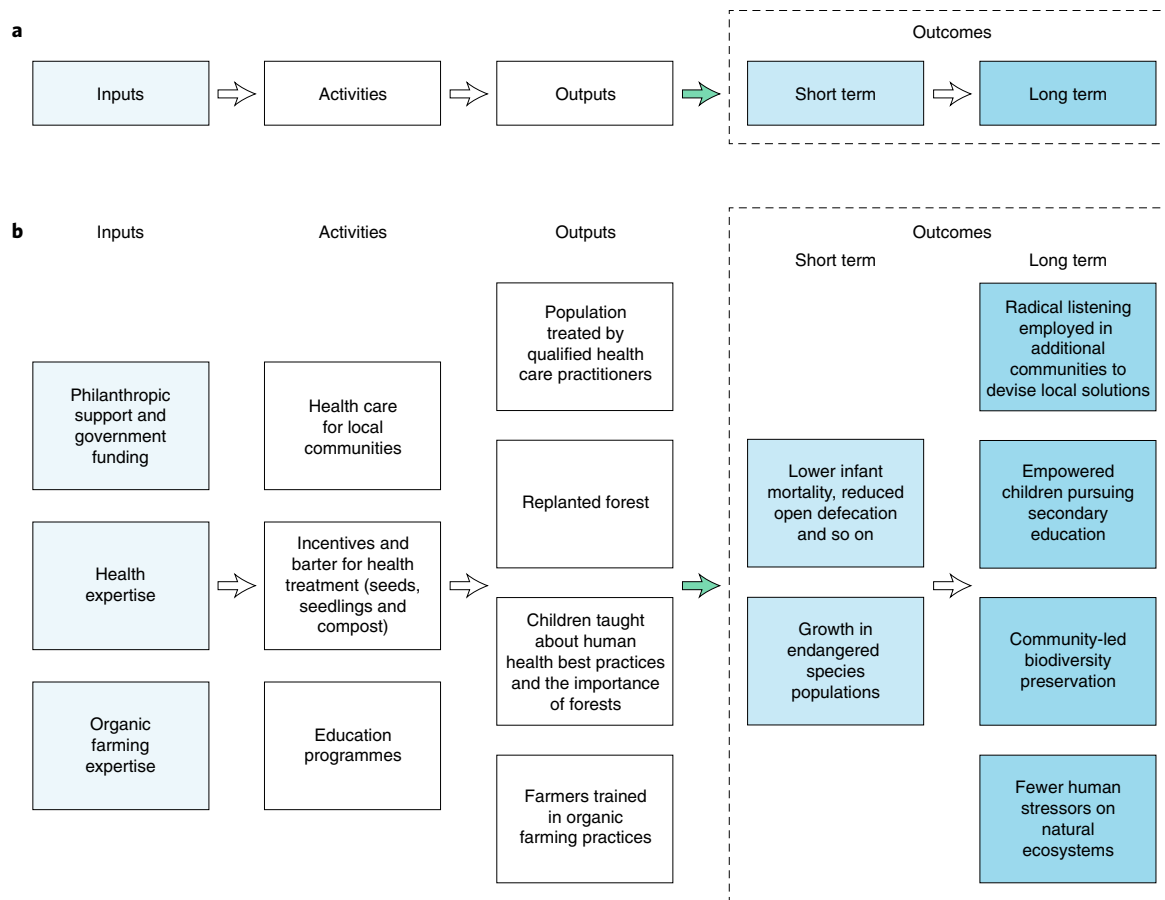 a
Outcomes
Inputs
Activities
Outputs
Short term
Long term
b
Inputs
Activities
Outputs
Outcomes
Short term
Long term
Philanthropic
support and
government
funding
Health
expertise
Organic
farming
expertise
Health care
for local
communities
Incentives and
barter for health
treatment (seeds,
seedlings and
compost)
Education
programmes
Population
treated by
qualified health
care practitioners
Replanted forest
Children taught
about human
health best practices
and the importance
of forests
Farmers trained
in organic
farming practices
Lower infant
mortality, reduced
open defecation
and so on
Growth in
endangered
species
populations
Radical listening
employed in
additional
communities to
devise local solutions
Empowered
children pursuing
secondary
education
Community-led
biodiversity
preservation
Fewer human
stressors on
natural
ecosystems